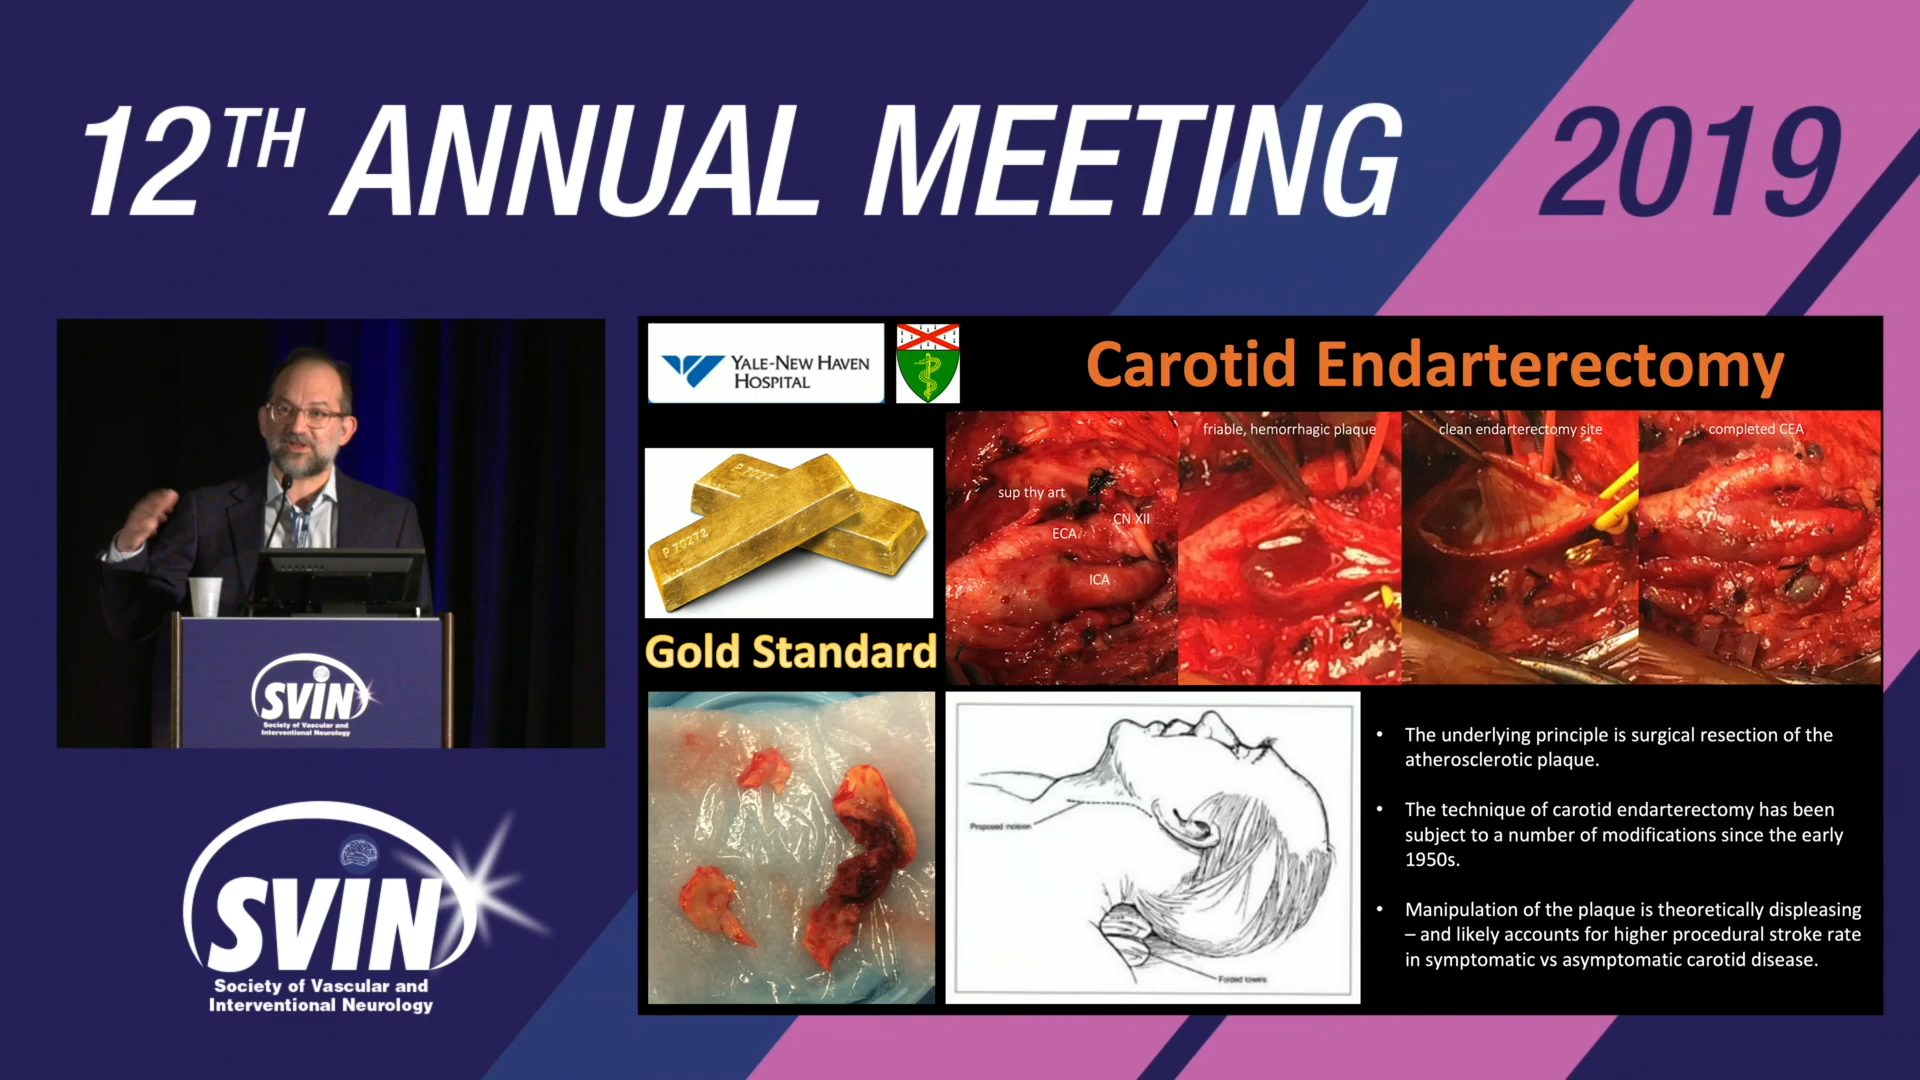 12TH ANNUAL MEETING 2019
SVIN
Society of Vascular and
Interventional Neurology
SVIN
Society of Vascular and
Interventional Neurology
YALE-NEW HAVEN
HOSPITAL
Carotid Endarterectomy
P 70272
Gold Standard
sup thy art
ECA
CN XII
ICA
friable, hemorrhagic plaque
clean endarterectomy site
completed CEA
Proposed incision
Folded towels
• The underlying principle is surgical resection of the
atherosclerotic plaque.
• The technique of carotid endarterectomy has been
subject to a number of modifications since the early
1950s.
• Manipulation of the plaque is theoretically displeasing
– and likely accounts for higher procedural stroke rate
in symptomatic vs asymptomatic carotid disease.